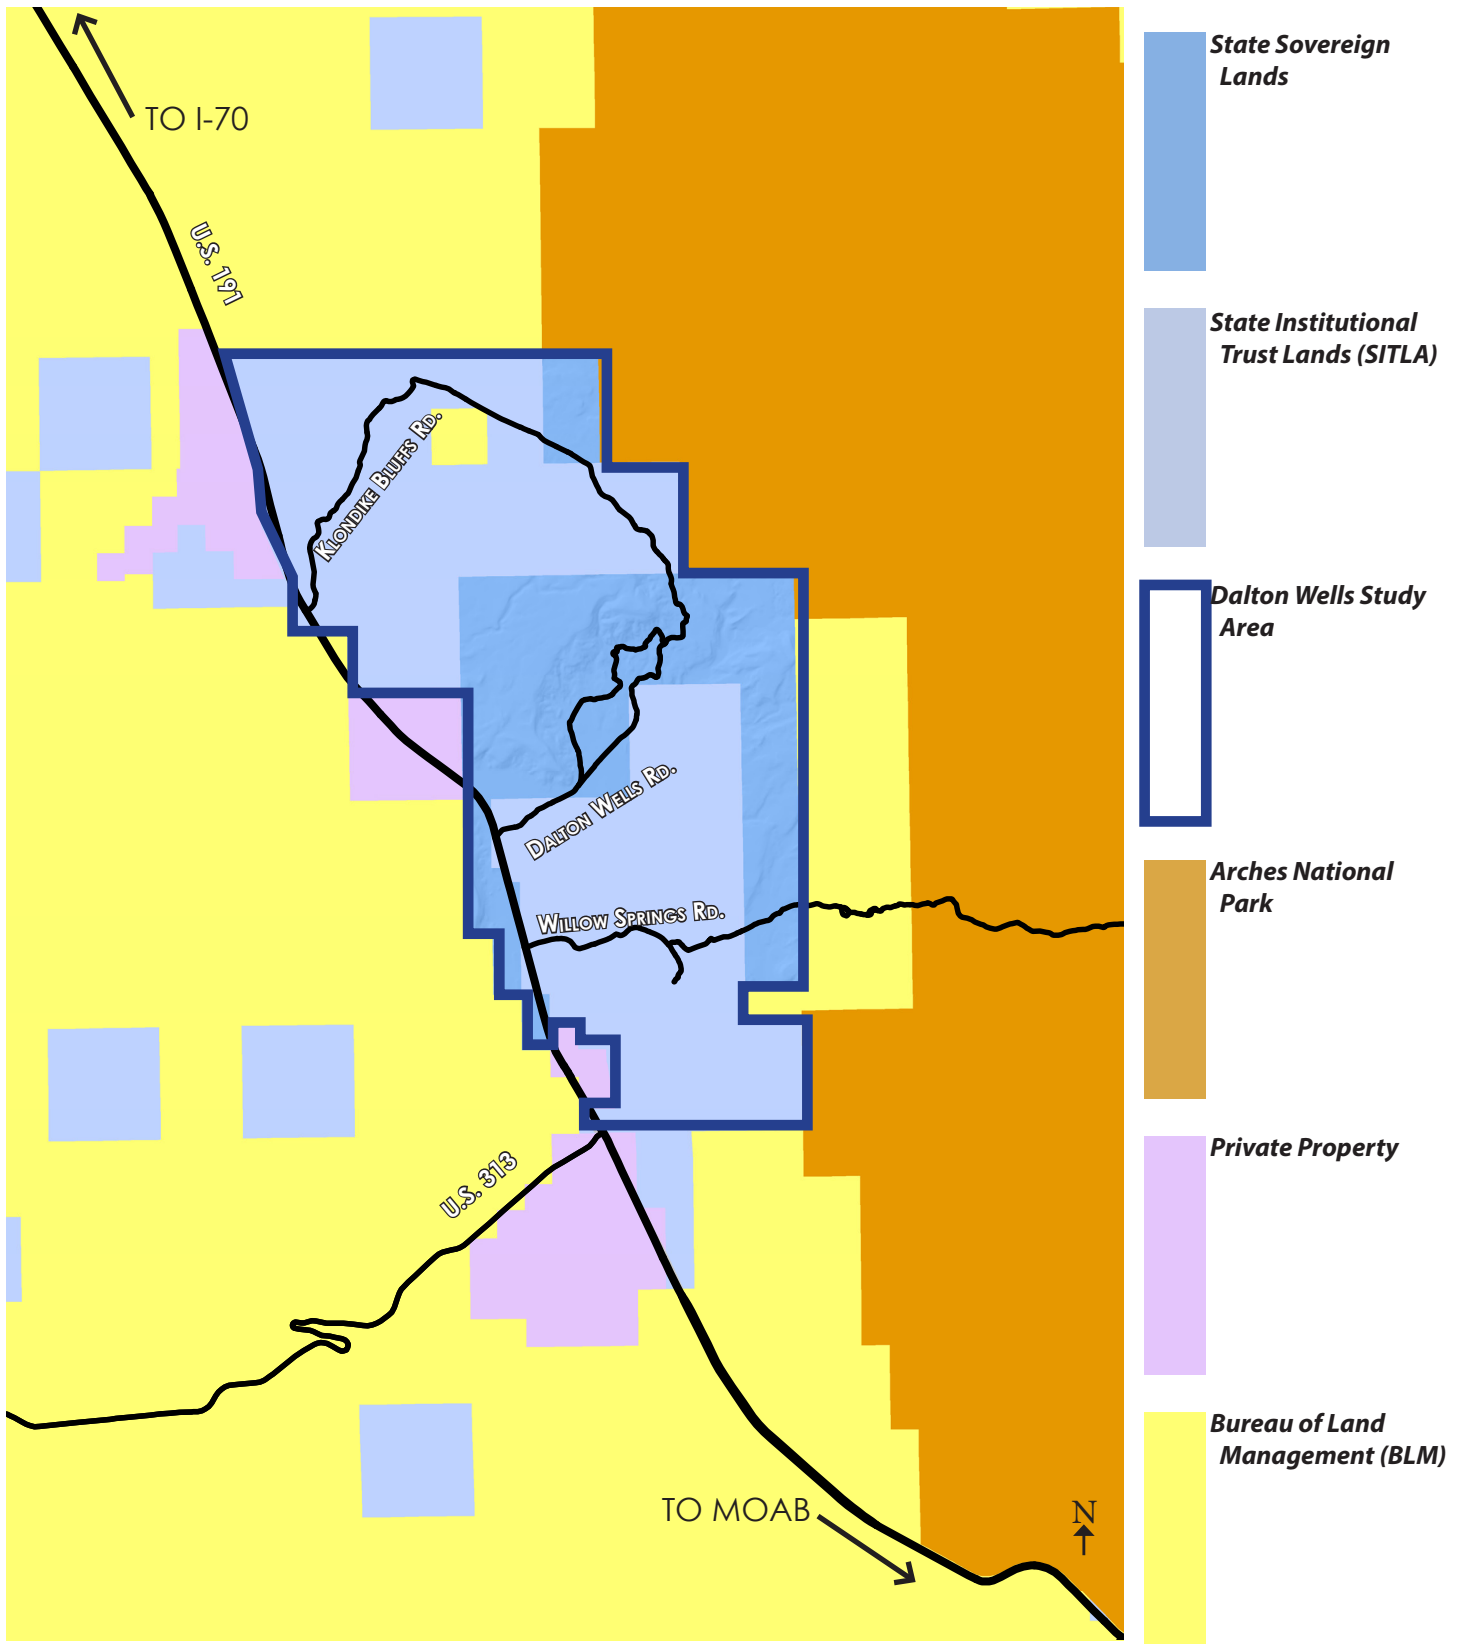 TO I-70
U.S. 191
KLONDIKE BLUFFS RD.
DALTON WELLS RD.
WILLOW SPRINGS RD.
U.S. 313
TO MOAB
N
State Sovereign
Lands
State Institutional
Trust Lands (SITLA)
Dalton Wells Study
Area
Arches National
Park
Private Property
Bureau of Land
Management (BLM)